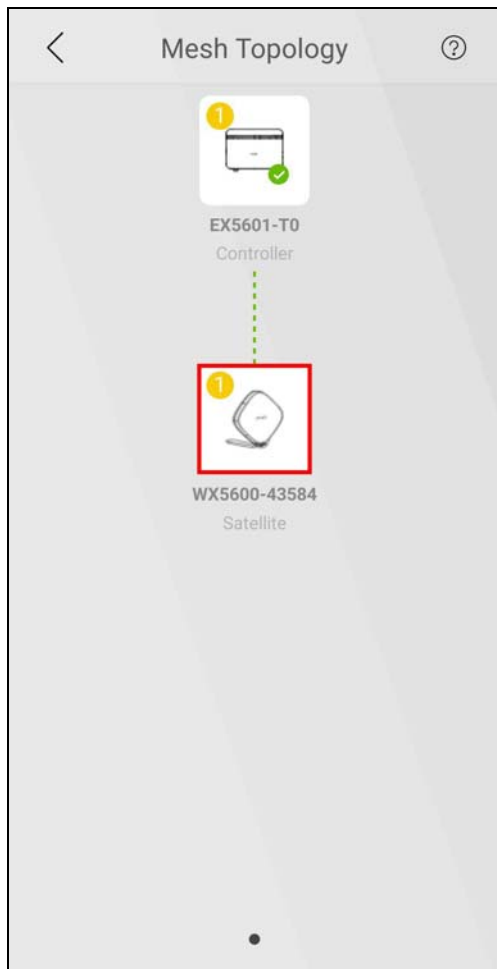 Mesh Topology
1
EX5601-T0
Controller
1
WX5600-43584
Satellite